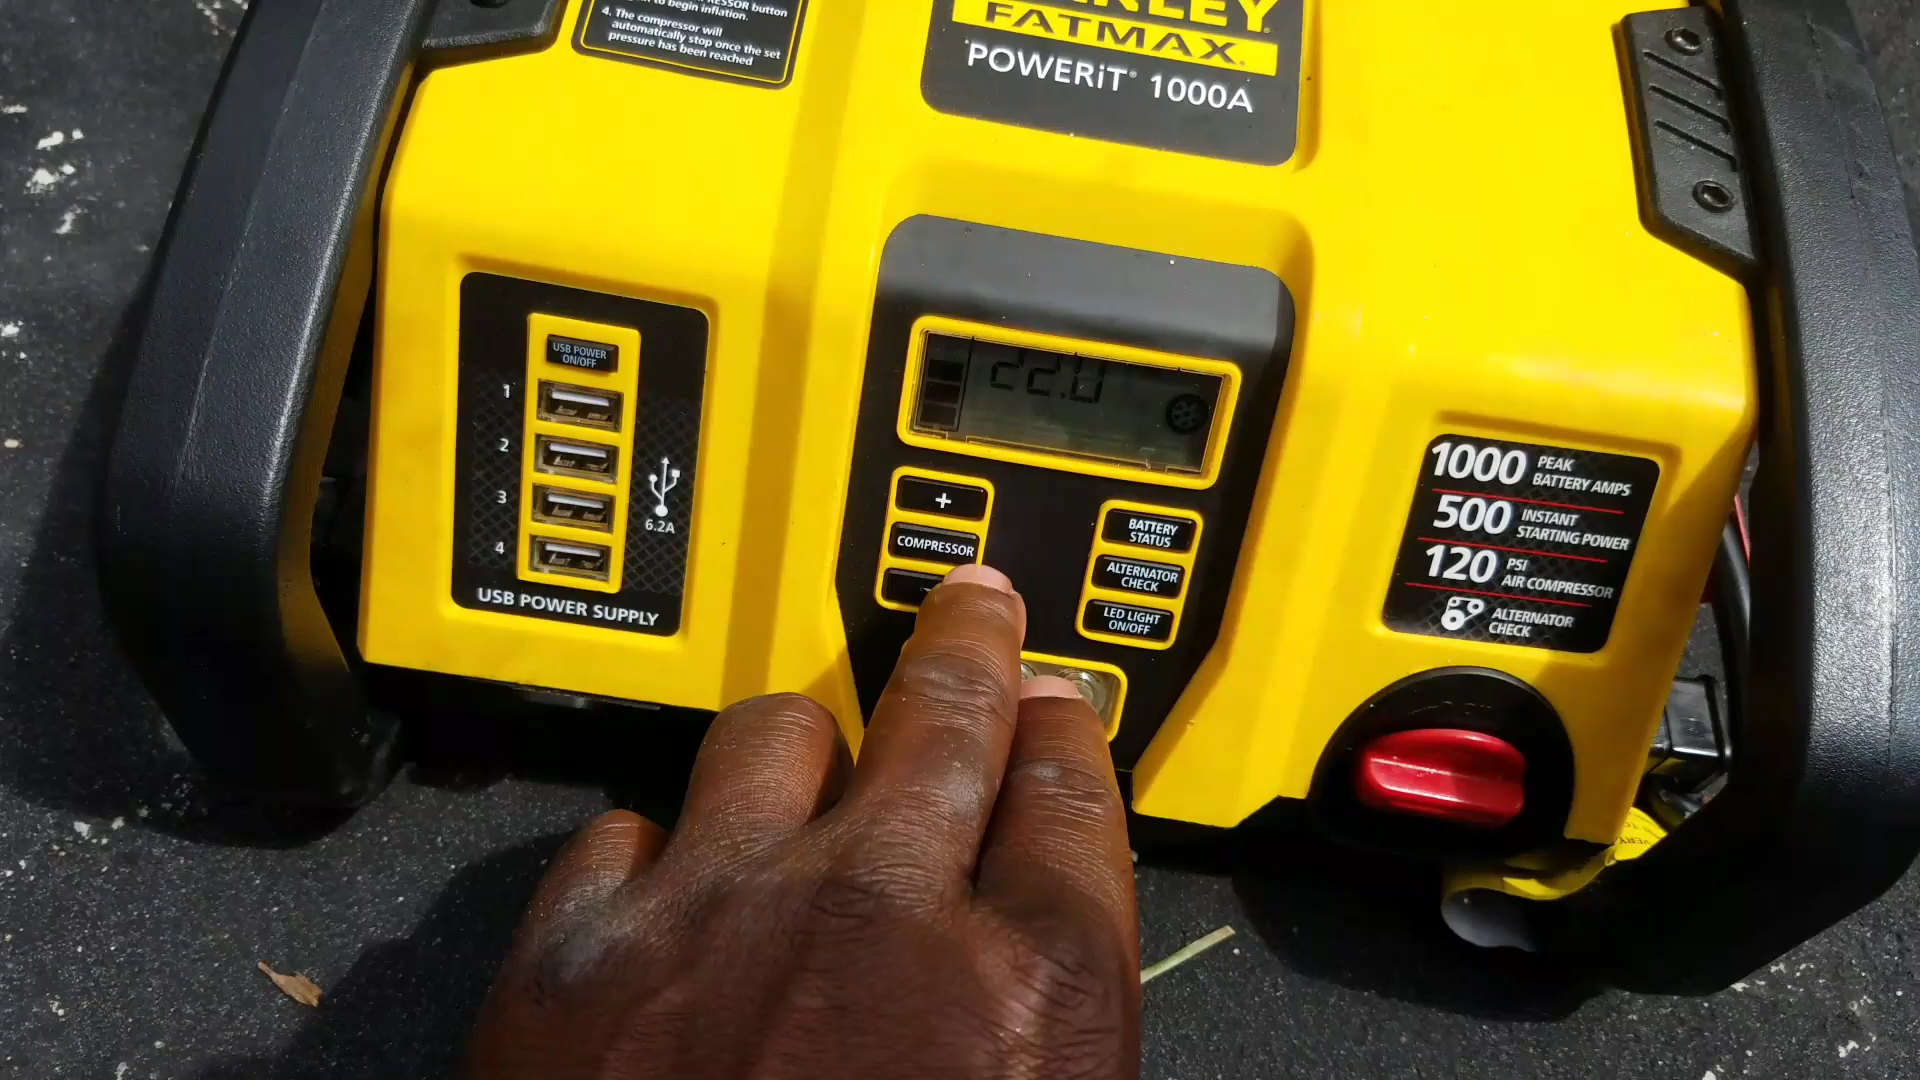 RESSOR button
to begin inflation.
4. The compressor will
automatically stop once the set
pressure has been reached
FATMAX.
POWERiT® 1000A
USB POWER
ON/OFF
1
2
3
4
6.2A
USB POWER SUPPLY
22.0
+
COMPRESSOR
BATTERY
STATUS
ALTERNATOR
CHECK
LED LIGHT
ON/OFF
1000 PEAK
BATTERY AMPS
500 INSTANT
STARTING POWER
120 PSI
AIR COMPRESSOR
ALTERNATOR
CHECK